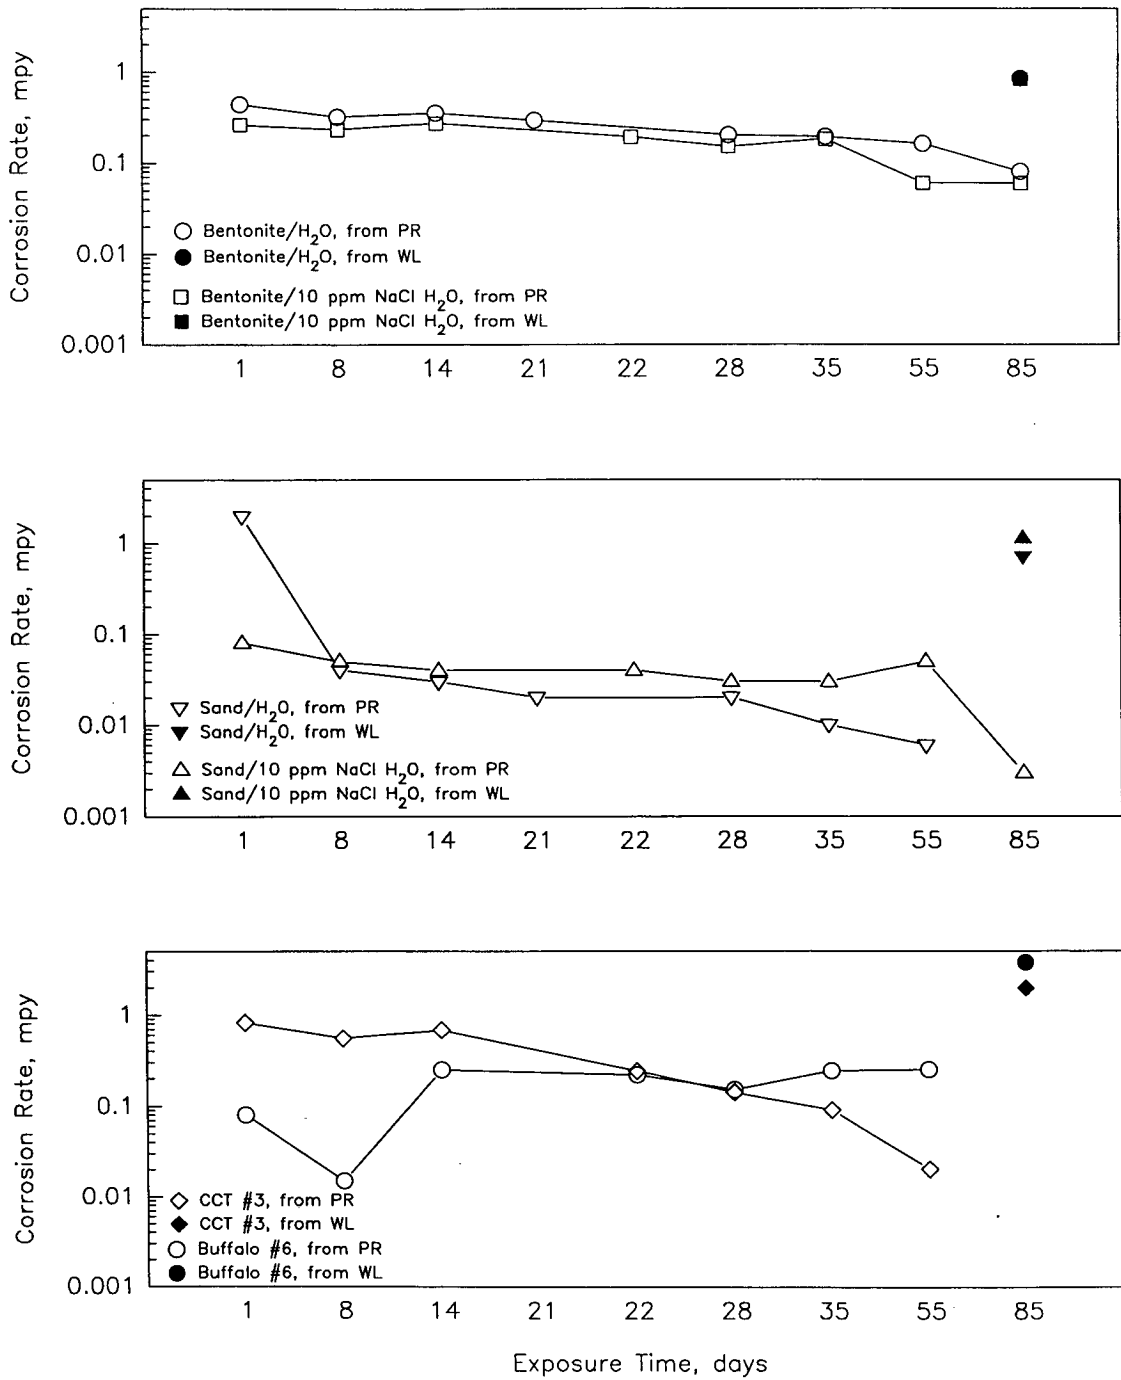 Corrosion Rate, mpy
1
0.1
0.01
0.001
Bentonite/H₂O, from PR
Bentonite/H₂O, from WL
Bentonite/10 ppm NaCl H₂O, from PR
Bentonite/10 ppm NaCl H₂O, from WL
1 8 14 21 22 28 35 55 85
Corrosion Rate, mpy
1
0.1
0.01
0.001
Sand/H₂O, from PR
Sand/H₂O, from WL
Sand/10 ppm NaCl H₂O, from PR
Sand/10 ppm NaCl H₂O, from WL
1 8 14 21 22 28 35 55 85
Corrosion Rate, mpy
1
0.1
0.01
0.001
CCT #3, from PR
CCT #3, from WL
Buffalo #6, from PR
Buffalo #6, from WL
1 8 14 21 22 28 35 55 85
Exposure Time, days